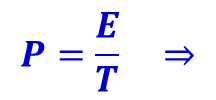 P = E/T ⇒